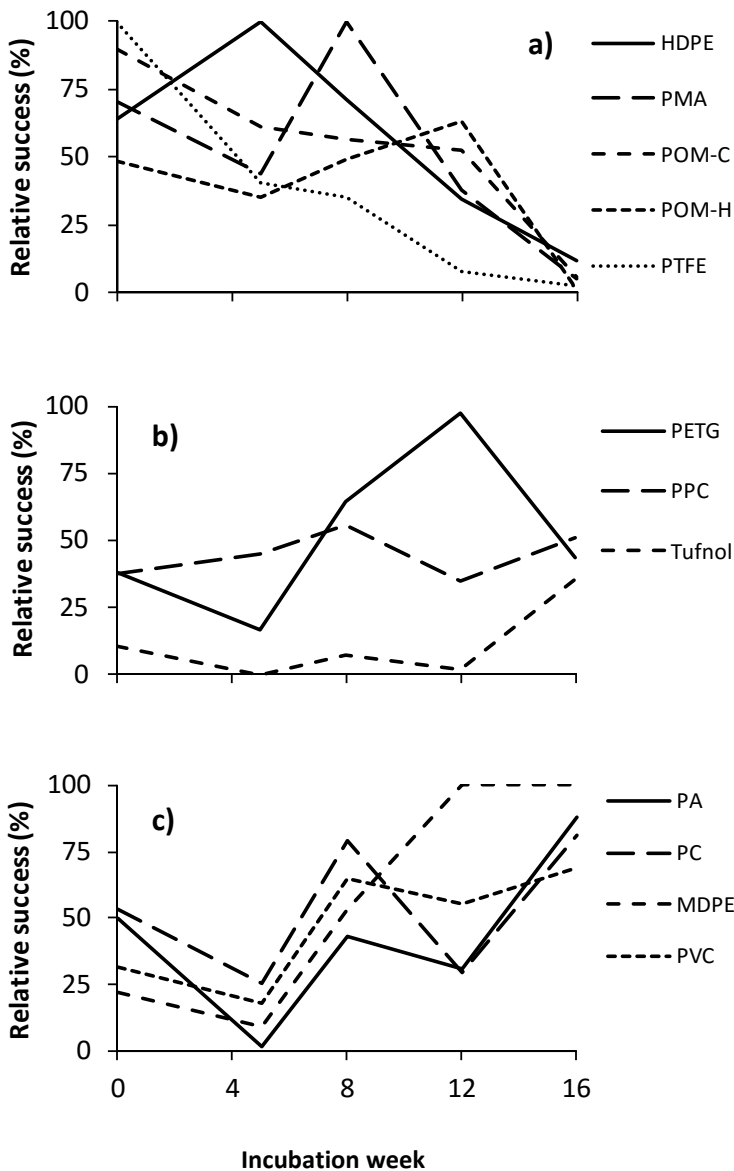 a)
Relative success (%)
100
75
50
25
0
HDPE
PMA
POM-C
POM-H
PTFE
b)
Relative success (%)
100
75
50
25
0
PETG
PPC
Tufnol
c)
Relative success (%)
100
75
50
25
0
PA
PC
MDPE
PVC
0 4 8 12 16
Incubation week